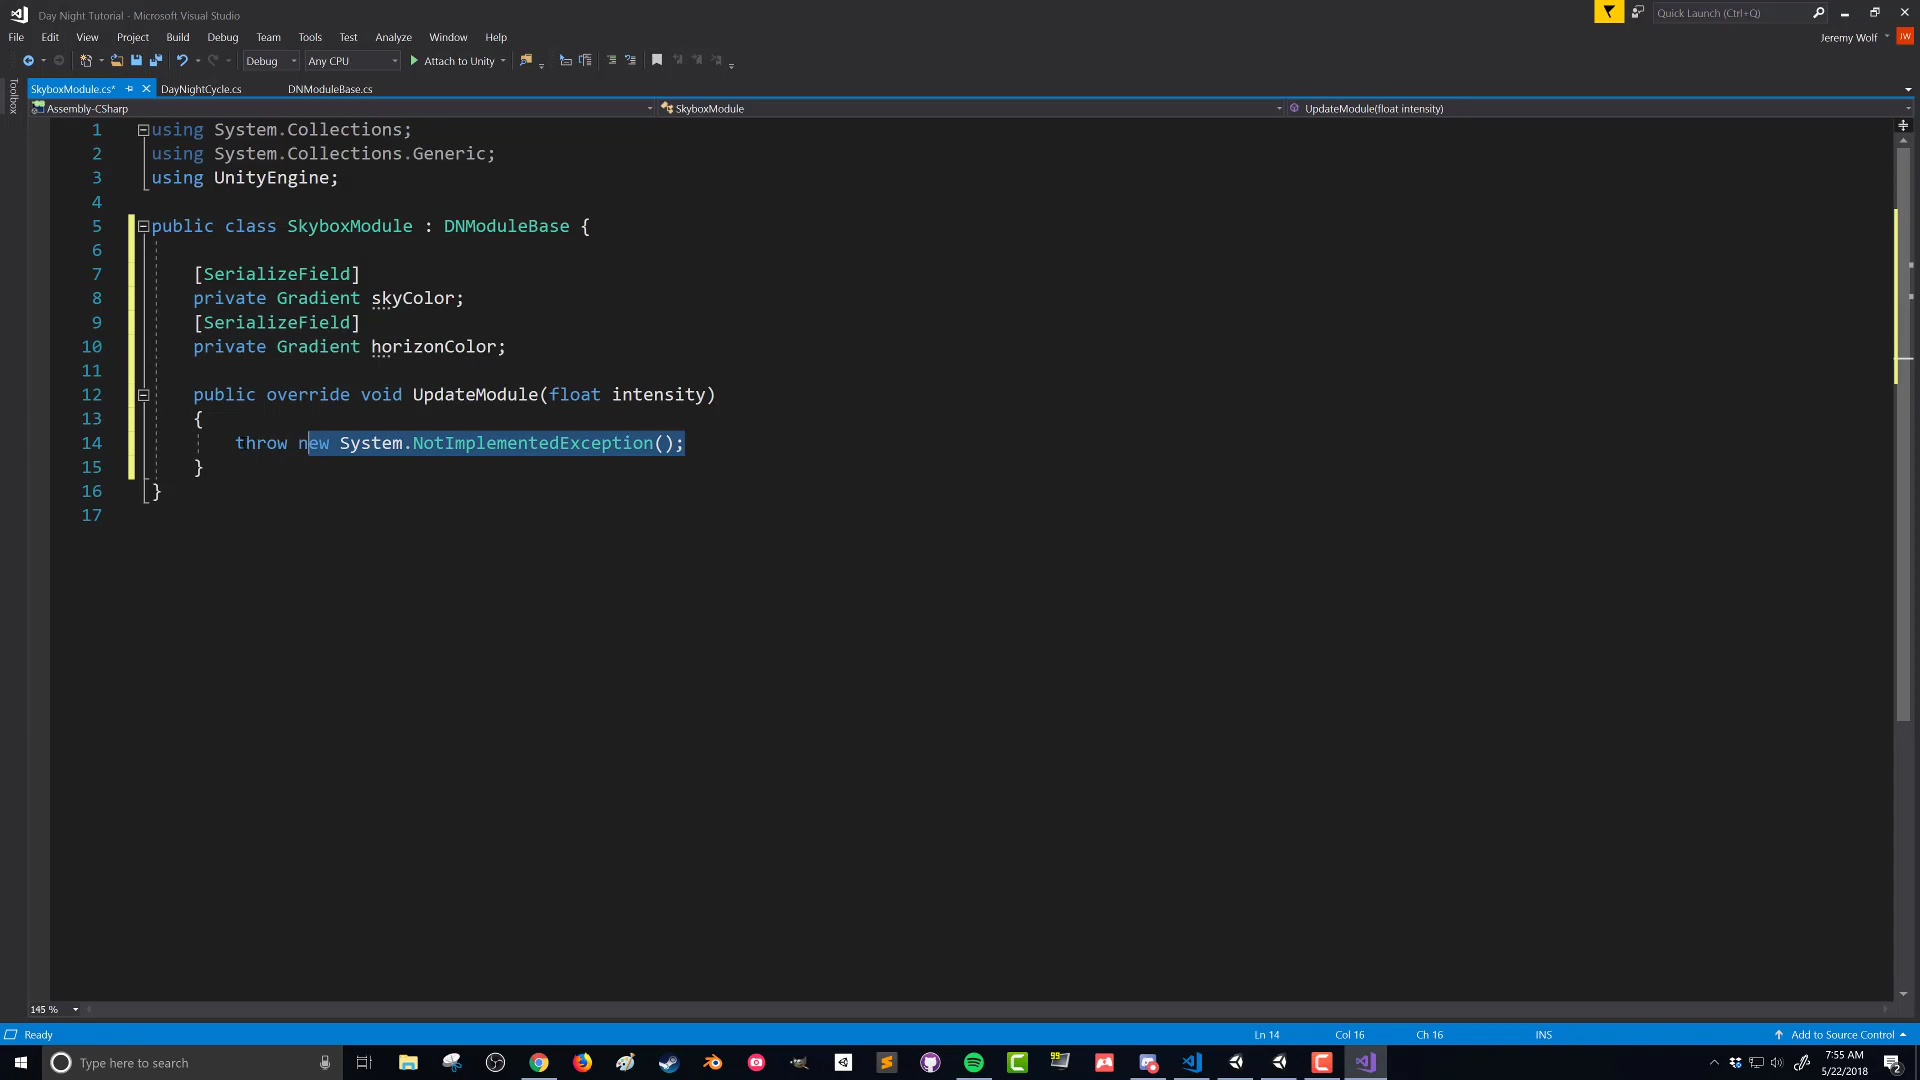 Day Night Tutorial - Microsoft Visual Studio
Quick Launch (Ctrl+Q)
File Edit View Project Build Debug Team Tools Test Analyze Window Help
Jeremy Wolf JW
Debug Any CPU Attach to Unity
Toolbox
SkyboxModule.cs* DayNightCycle.cs DNModuleBase.cs
Assembly-CSharp SkyboxModule UpdateModule(float intensity)
1 using System.Collections;
2 using System.Collections.Generic;
3 using UnityEngine;
4
5 public class SkyboxModule : DNModuleBase {
6
7 [SerializeField]
8 private Gradient skyColor;
9 [SerializeField]
10 private Gradient horizonColor;
11
12 public override void UpdateModule(float intensity)
13 {
14 throw new System.NotImplementedException();
15 }
16 }
17
145 %
Ready Ln 14 Col 16 Ch 16 INS Add to Source Control
Type here to search
99
7:55 AM
5/22/2018
2